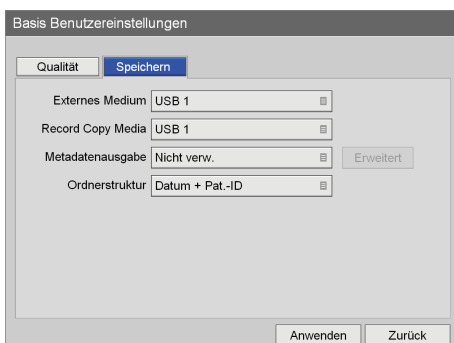 Basis Benutzereinstellungen
Qualität Speichern
Externes Medium USB 1
Record Copy Media USB 1
Metadatenausgabe Nicht verw. Erweitert
Ordnerstruktur Datum + Pat.-ID
Anwenden Zurück